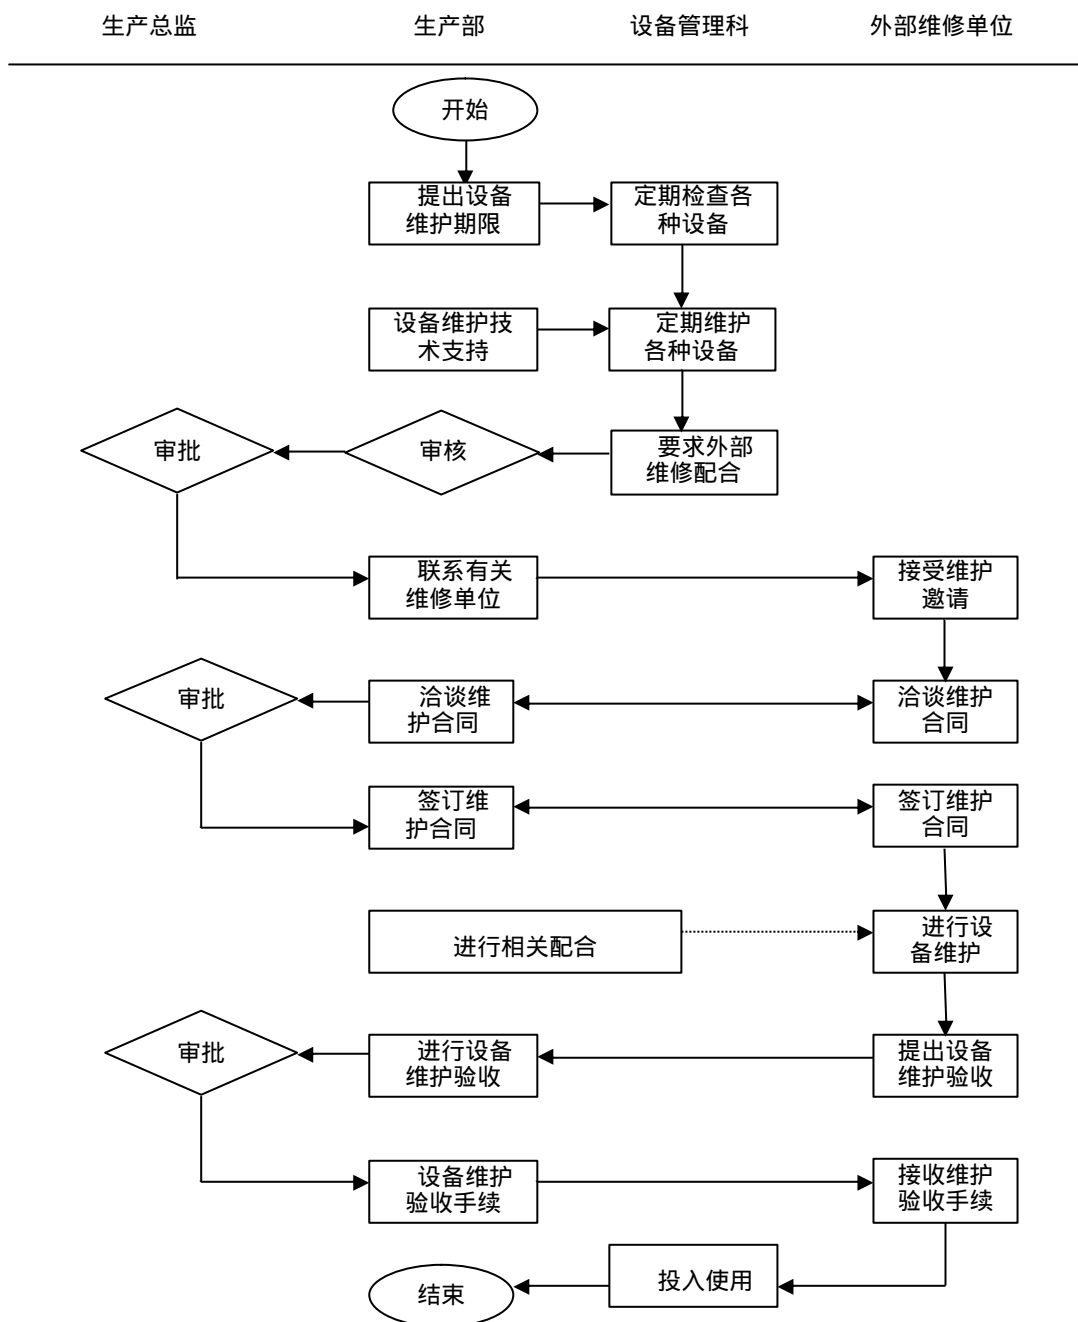 生产总监 生产部 设备管理科 外部维修单位
开始
提出设备
维护期限
定期检查各
种设备
设备维护技
术支持
定期维护
各种设备
审批
审核
要求外部
维修配合
联系有关
维修单位
接受维护
邀请
审批
洽谈维
护合同
洽谈维护
合同
签订维
护合同
签订维护
合同
进行相关配合
进行设
备维护
审批
进行设备
维护验收
提出设备
维护验收
设备维护
验收手续
接收维护
验收手续
结束
投入使用